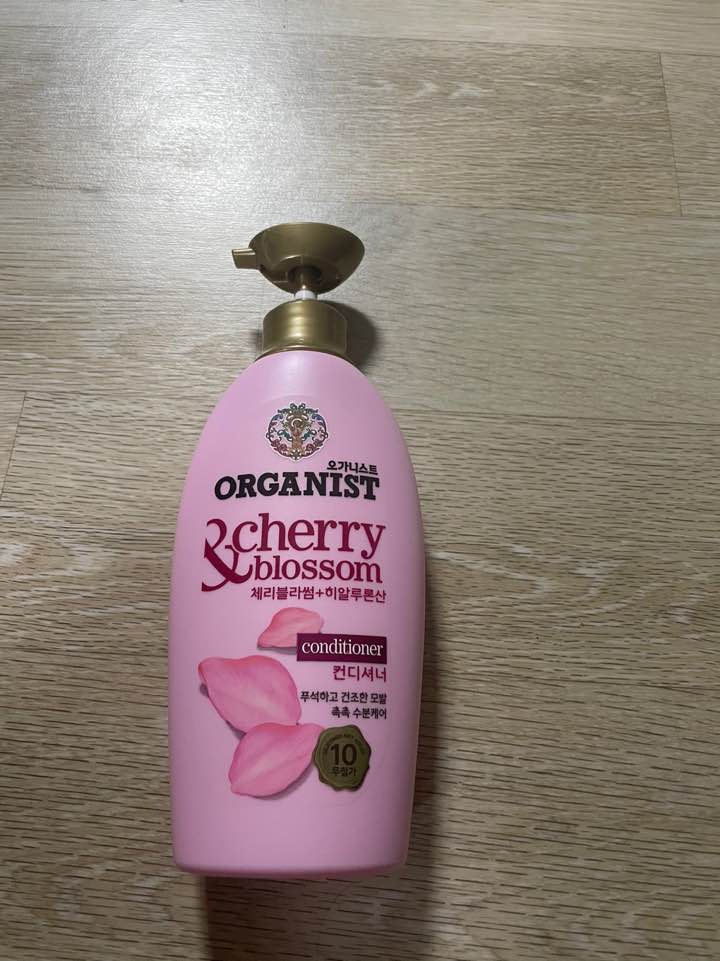 오가니스트
ORGANIST
& cherry
blossom
체리블라썸+히알루론산
conditioner
컨디셔너
푸석하고 건조한 모발
촉촉 수분케어
10
무첨가